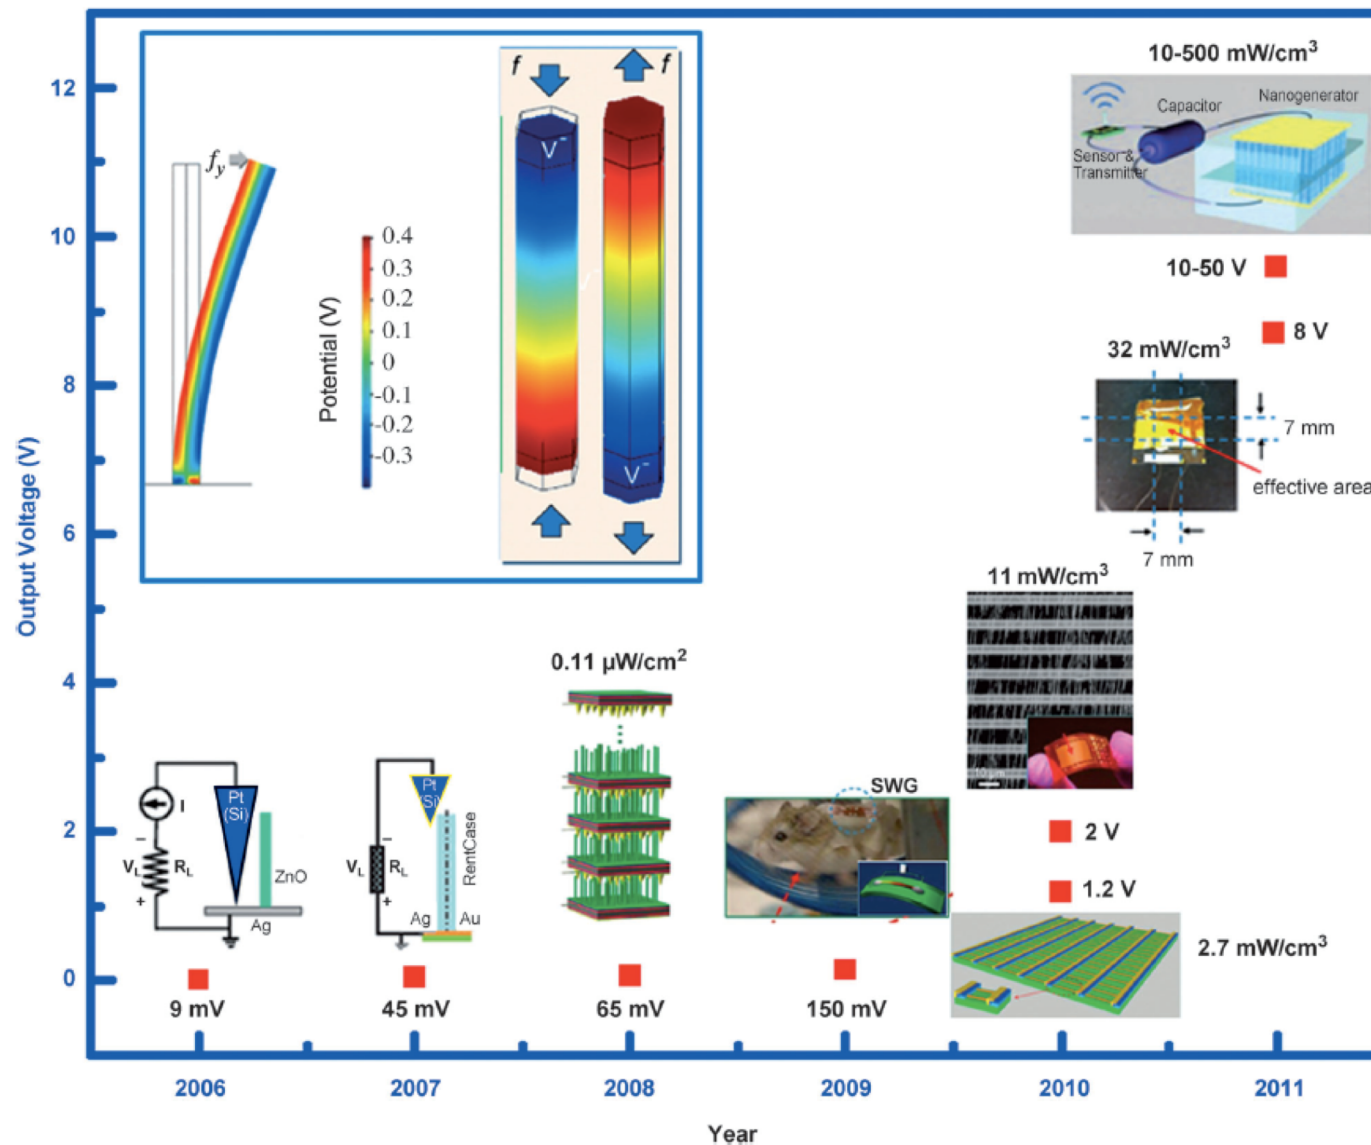 10-500 mW/cm³
Capacitor
Nanogenerator
Sensor &
Transmitter
10-50 V
8 V
32 mW/cm³
7 mm
effective area
7 mm
f
f
V⁻
f_y
Potential (V)
0.4
0.3
0.2
0.1
0
-0.1
-0.2
-0.3
V⁻
V⁻
11 mW/cm³
2 V
1.2 V
2.7 mW/cm³
0.11 µW/cm²
SWG
Pt
(Si)
I
−
V_L
R_L
+
ZnO
Ag
Pt
(Si)
−
V_L
R_L
+
RentCase
Ag
Au
9 mV
45 mV
65 mV
150 mV
Output Voltage (V)
12
10
8
6
4
2
0
2006
2007
2008
2009
2010
2011
Year